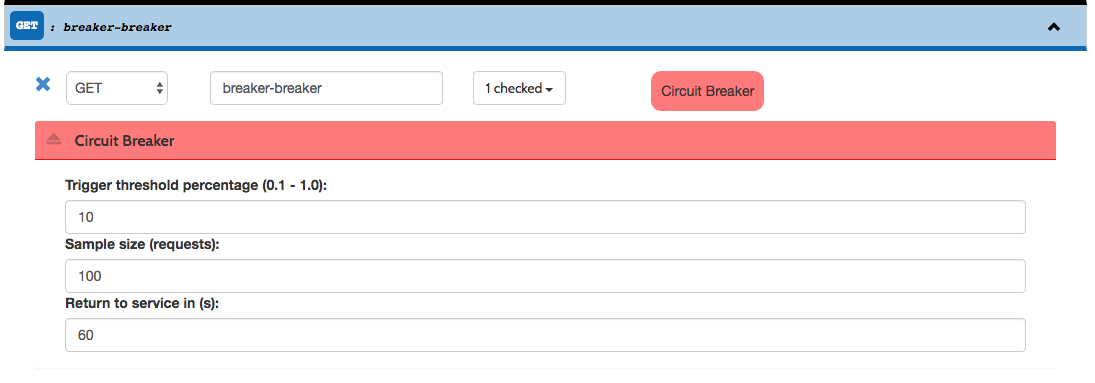 GET : breaker-breaker
GET breaker-breaker 1 checked Circuit Breaker
Circuit Breaker
Trigger threshold percentage (0.1 - 1.0):
10
Sample size (requests):
100
Return to service in (s):
60